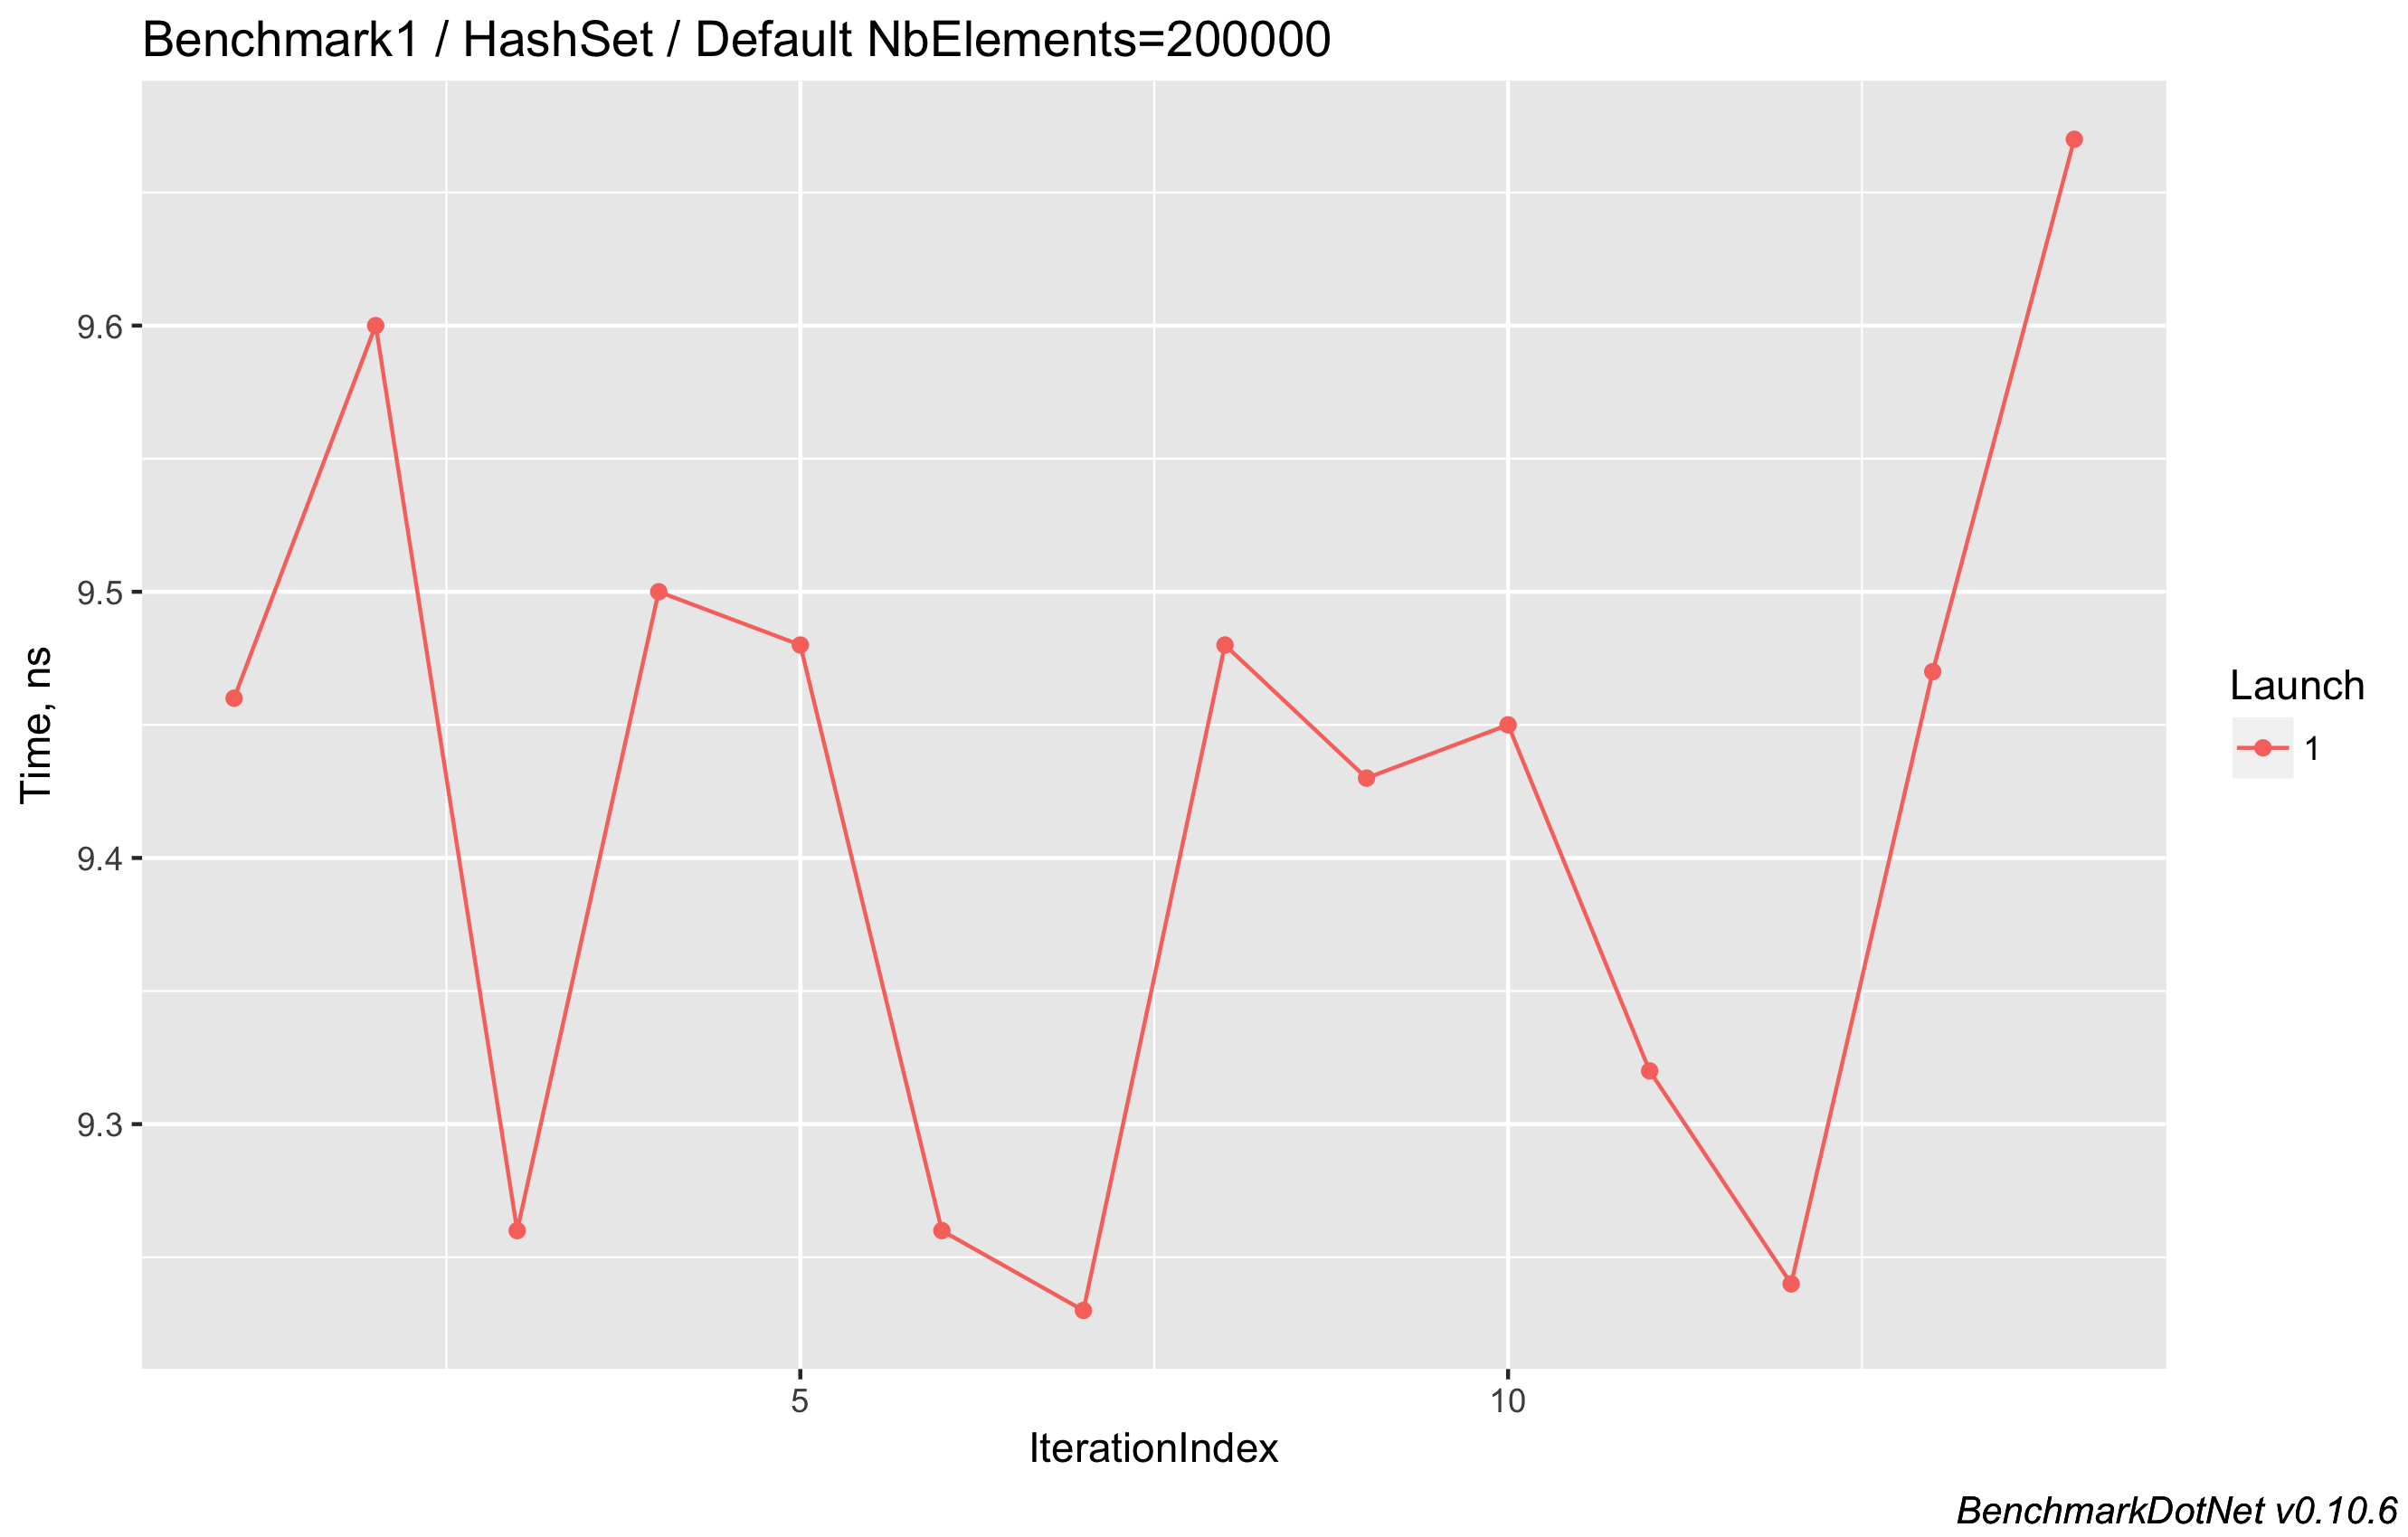 Benchmark1 / HashSet / Default NbElements=200000
Time, ns
9.6
9.5
9.4
9.3
5
10
IterationIndex
Launch
1
BenchmarkDotNet v0.10.6